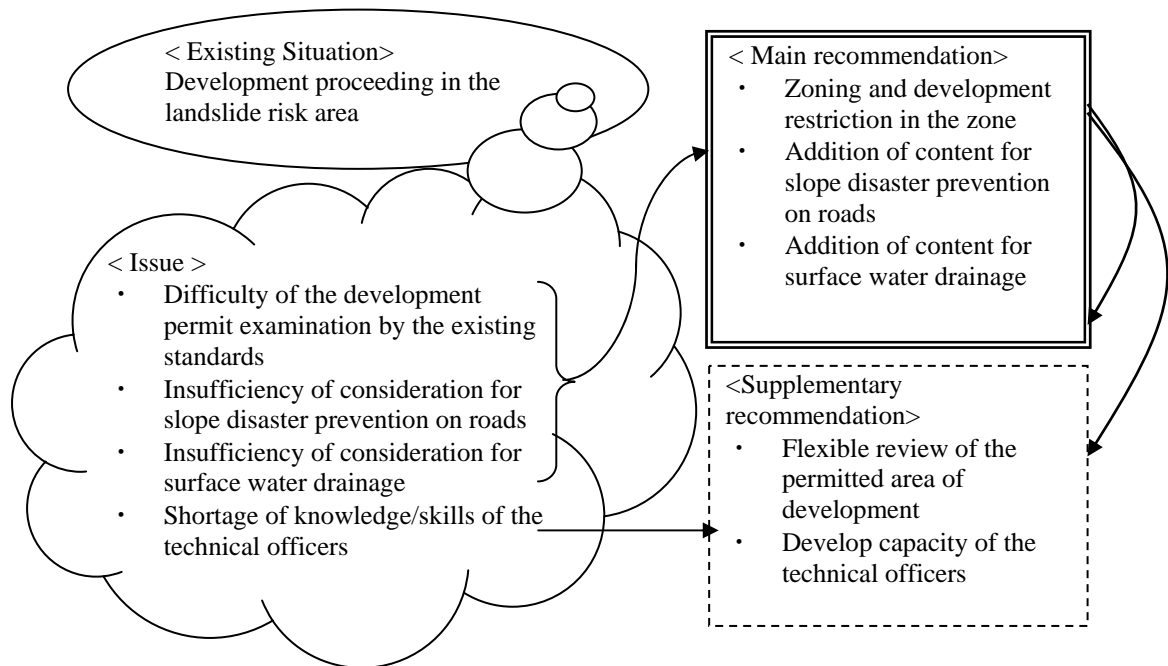 < Existing Situation>
Development proceeding in the
landslide risk area
< Issue >
・ Difficulty of the development
permit examination by the existing
standards
・ Insufficiency of consideration for
slope disaster prevention on roads
・ Insufficiency of consideration for
surface water drainage
・ Shortage of knowledge/skills of the
technical officers
< Main recommendation>
・ Zoning and development
restriction in the zone
・ Addition of content for
slope disaster prevention
on roads
・ Addition of content for
surface water drainage
<Supplementary
recommendation>
・ Flexible review of the
permitted area of
development
・ Develop capacity of the
technical officers